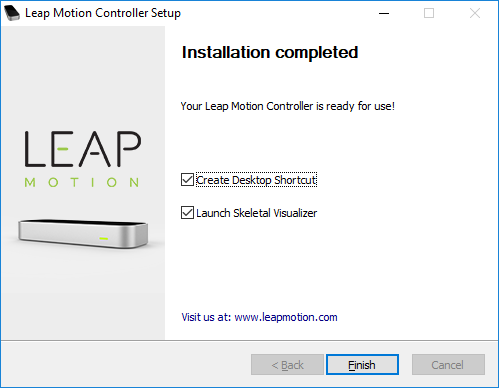 Leap Motion Controller Setup
Installation completed
Your Leap Motion Controller is ready for use!
LEAP
MOTION
Create Desktop Shortcut
Launch Skeletal Visualizer
Visit us at: www.leapmotion.com
< Back
Finish
Cancel